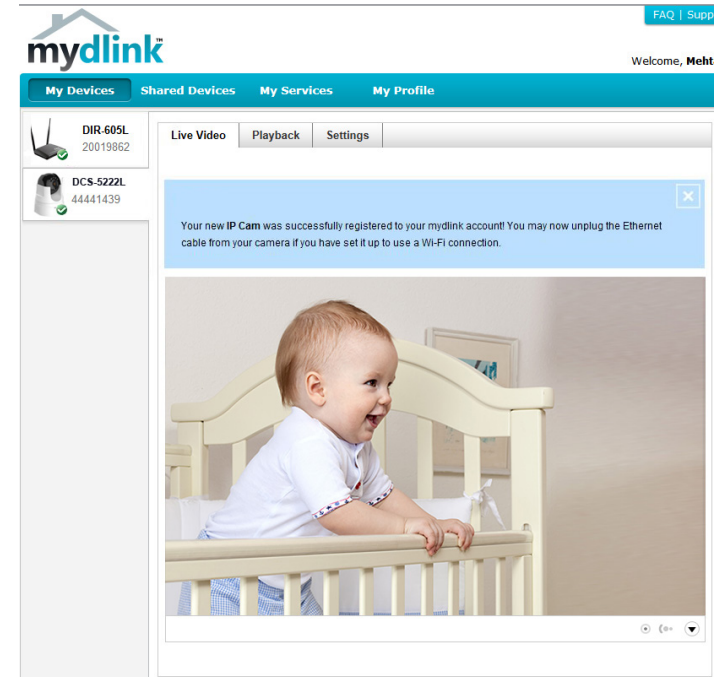 FAQ | Supp
mydlink™
Welcome, Meht
My Devices Shared Devices My Services My Profile
DIR-605L
20019862
DCS-5222L
44441439
Live Video Playback Settings
Your new IP Cam was successfully registered to your mydlink account! You may now unplug the Ethernet
cable from your camera if you have set it up to use a Wi-Fi connection.